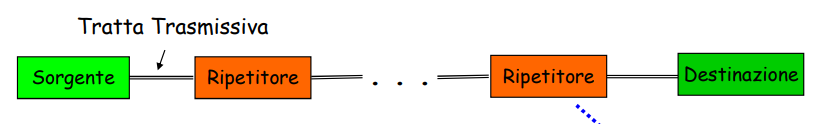 Tratta Trasmissiva
Sorgente
Ripetitore
. . .
Ripetitore
Destinazione